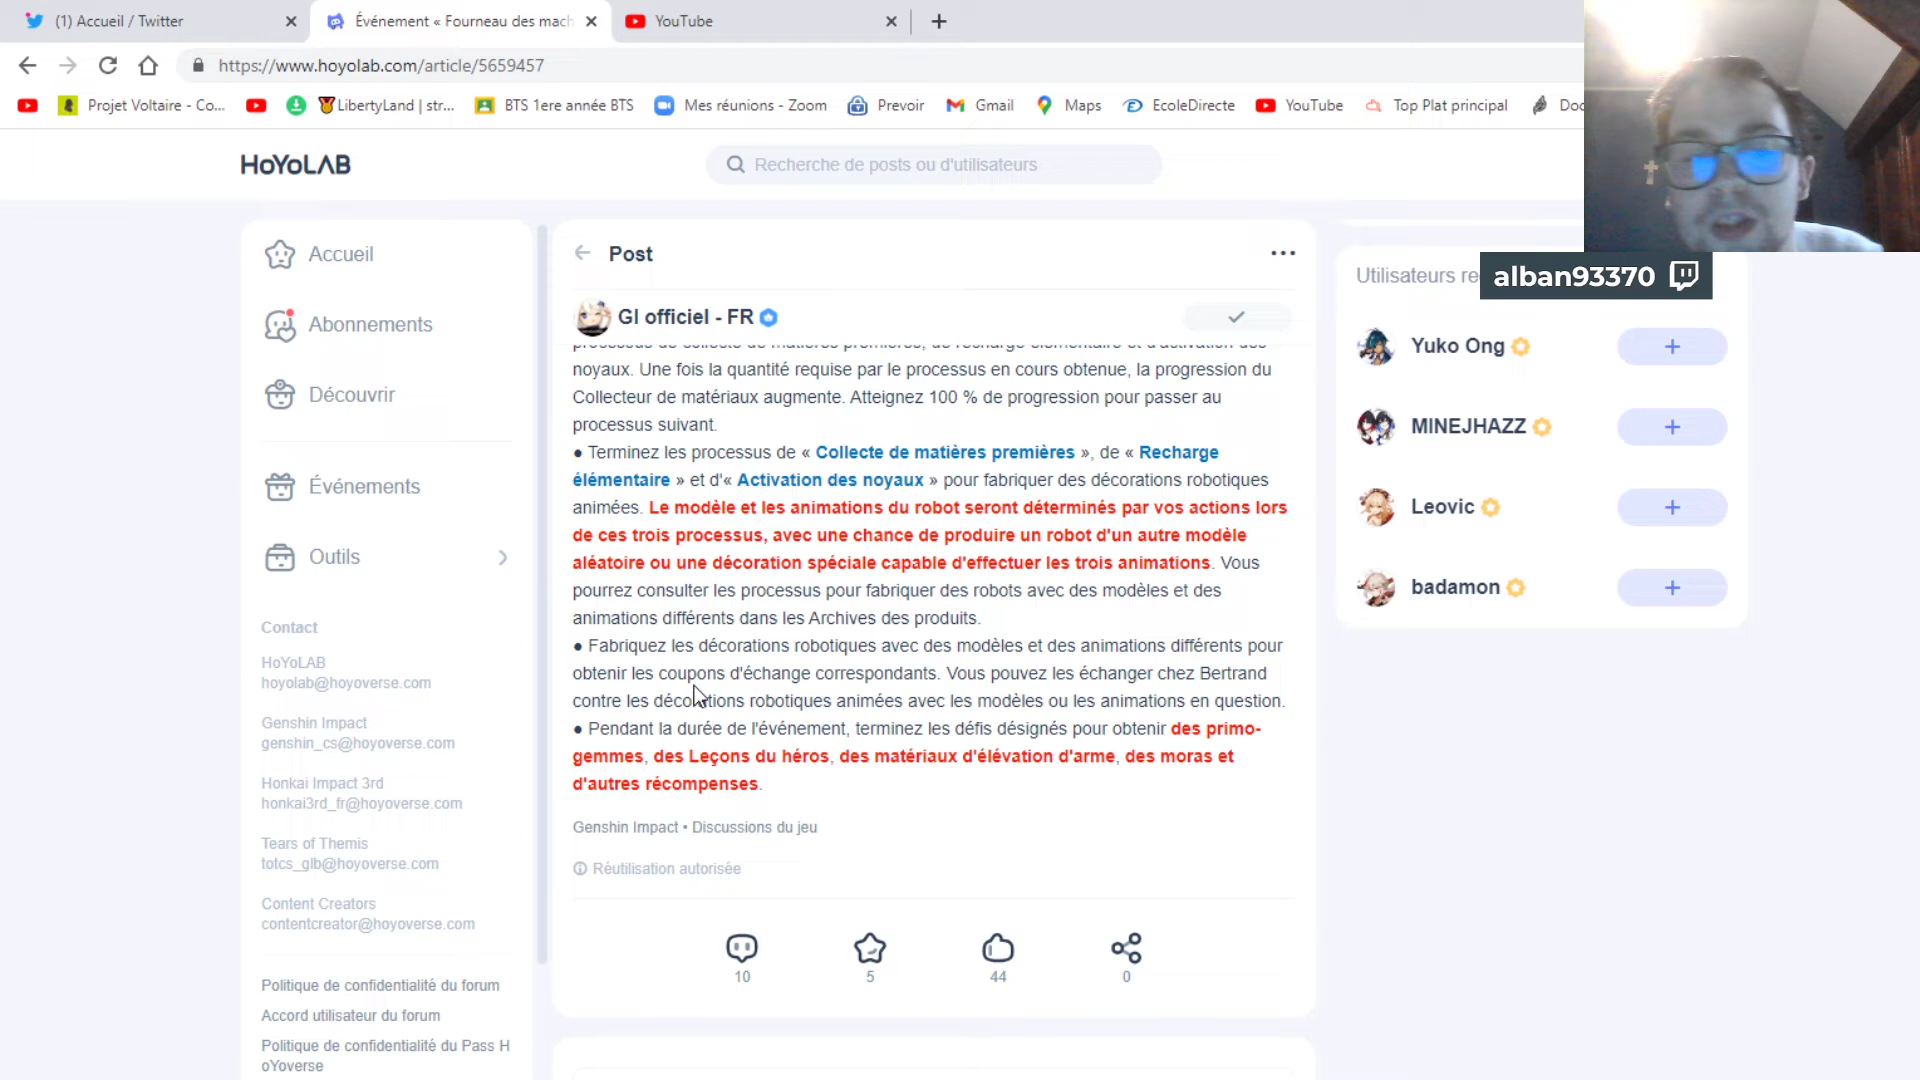 (1) Accueil / Twitter
Événement « Fourneau des mach
YouTube
https://www.hoyolab.com/article/5659457
Projet Voltaire - Co...
LibertyLand | str...
BTS 1ere année BTS
Mes réunions - Zoom
Prevoir
Gmail
Maps
EcoleDirecte
YouTube
Top Plat principal
Doc
HoYoLAB
Recherche de posts ou d'utilisateurs
alban93370
Accueil
Abonnements
Découvrir
Événements
Outils
Contact
HoYoLAB
hoyolab@hoyoverse.com
Genshin Impact
genshin_cs@hoyoverse.com
Honkai Impact 3rd
honkai3rd_fr@hoyoverse.com
Tears of Themis
totcs_glb@hoyoverse.com
Content Creators
contentcreator@hoyoverse.com
Politique de confidentialité du forum
Accord utilisateur du forum
Politique de confidentialité du Pass H
oYoverse
Post
GI officiel - FR
processus de collecte de matières premières, de recharge élémentaire et d'activation des
noyaux. Une fois la quantité requise par le processus en cours obtenue, la progression du
Collecteur de matériaux augmente. Atteignez 100 % de progression pour passer au
processus suivant.
● Terminez les processus de « Collecte de matières premières », de « Recharge
élémentaire » et d'« Activation des noyaux » pour fabriquer des décorations robotiques
animées. Le modèle et les animations du robot seront déterminés par vos actions lors
de ces trois processus, avec une chance de produire un robot d'un autre modèle
aléatoire ou une décoration spéciale capable d'effectuer les trois animations. Vous
pourrez consulter les processus pour fabriquer des robots avec des modèles et des
animations différents dans les Archives des produits.
● Fabriquez les décorations robotiques avec des modèles et des animations différents pour
obtenir les coupons d'échange correspondants. Vous pouvez les échanger chez Bertrand
contre les décorations robotiques animées avec les modèles ou les animations en question.
● Pendant la durée de l'événement, terminez les défis désignés pour obtenir des primo-
gemmes, des Leçons du héros, des matériaux d'élévation d'arme, des moras et
d'autres récompenses.
Genshin Impact • Discussions du jeu
Réutilisation autorisée
10
5
44
0
Utilisateurs re
Yuko Ong
MINEJHAZZ
Leovic
badamon